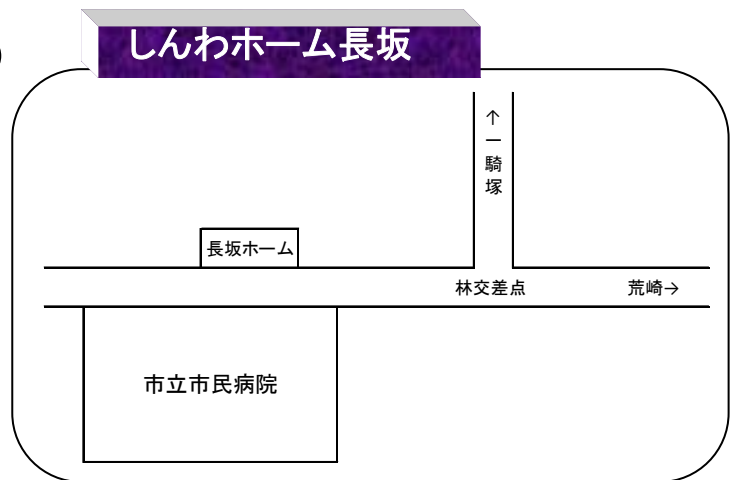 しんわホーム長坂
↑一騎塚
長坂ホーム
林交差点
荒崎→
市立市民病院